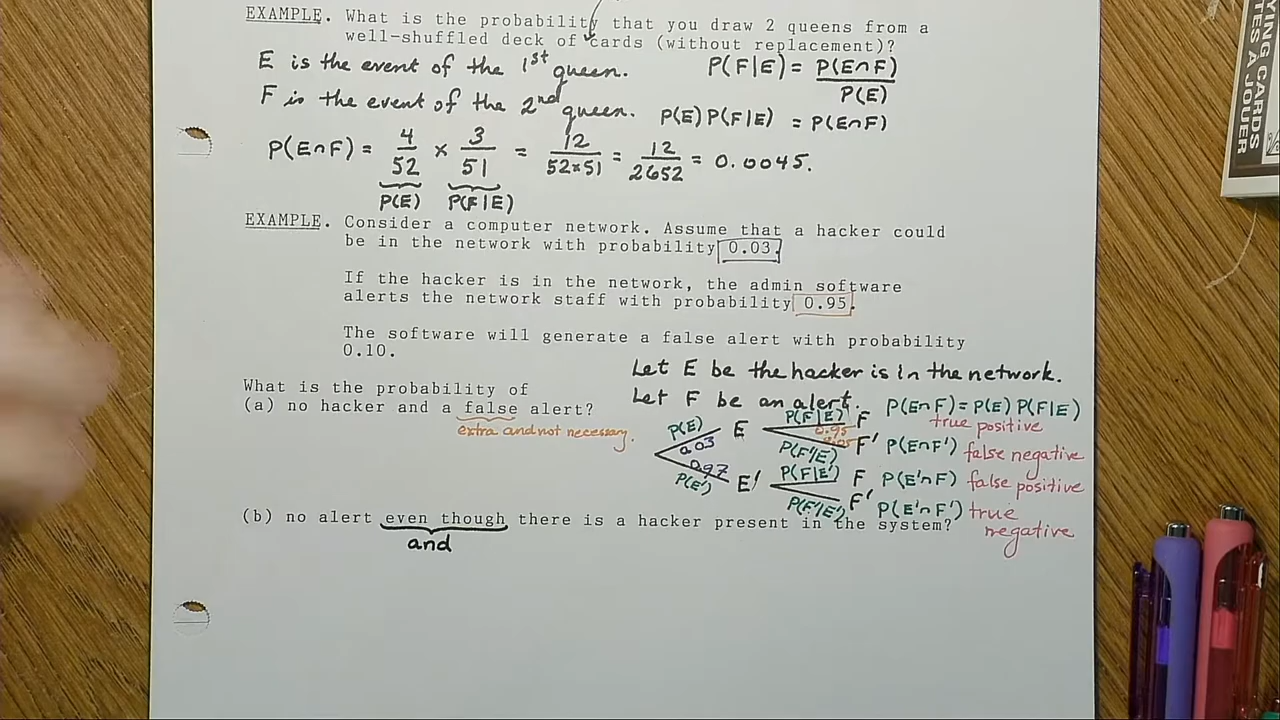 EXAMPLE. What is the probability that you draw 2 queens from a
well-shuffled deck of cards (without replacement)?
E is the event of the 1st queen.
P(F|E) = P(E∩F) / P(E)
F is the event of the 2nd queen.
P(E) P(F|E) = P(E∩F)
P(E∩F) = 4/52 × 3/51 = 12/52×51 = 12/2652 = 0.0045.
P(E) P(F|E)
EXAMPLE. Consider a computer network. Assume that a hacker could
be in the network with probability 0.03.
If the hacker is in the network, the admin software
alerts the network staff with probability 0.95.
The software will generate a false alert with probability
0.10.
Let E be the hacker is in the network.
What is the probability of
Let F be an alert.
(a) no hacker and a false alert?
extra and not necessary.
P(E) 0.03 E P(F|E) 0.95 F P(E∩F) = P(E) P(F|E)
true positive
P(F'|E) 0.05 F' P(E∩F') false negative
P(E') 0.97 E' P(F|E') F P(E'∩F) false positive
P(F'|E') F' P(E'∩F') true
negative
(b) no alert even though there is a hacker present in the system?
and
YING CARDS
TES A JOUER